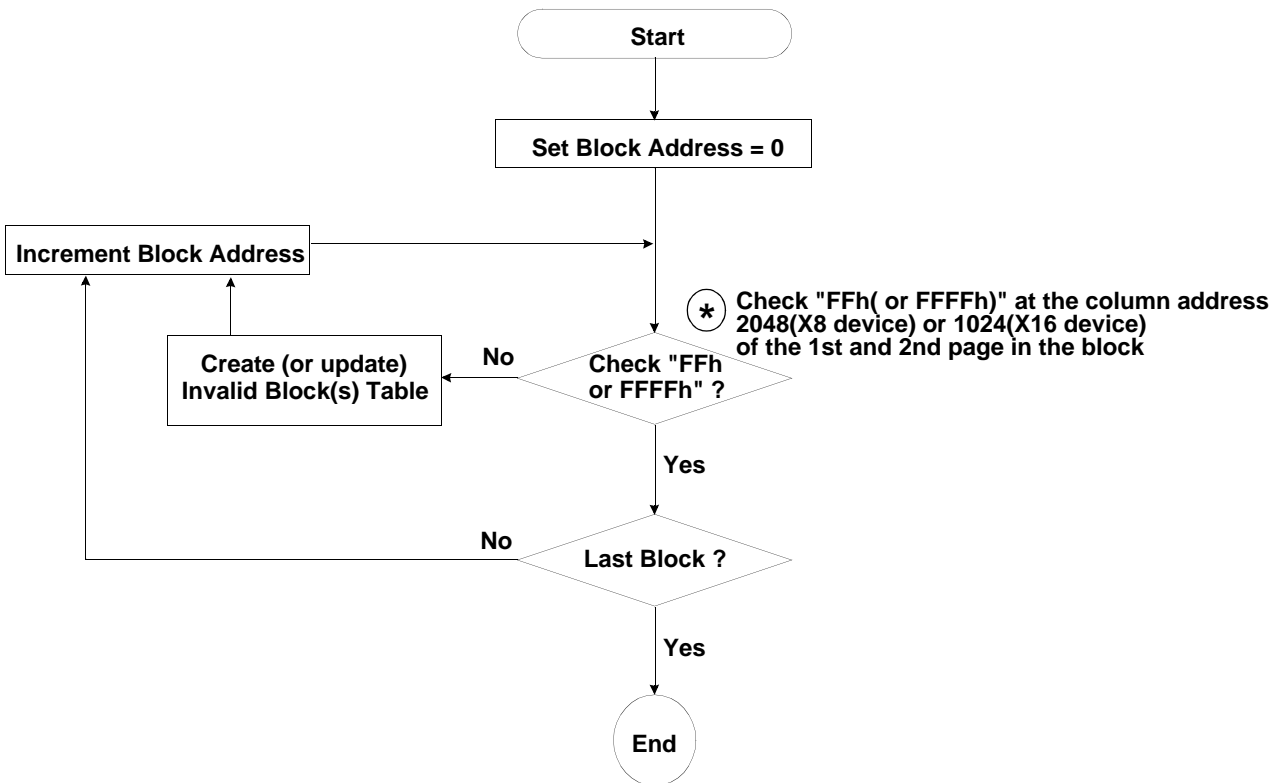 Start
Set Block Address = 0
Increment Block Address
* Check "FFh( or FFFFh)" at the column address
2048(X8 device) or 1024(X16 device)
of the 1st and 2nd page in the block
Create (or update)
Invalid Block(s) Table
No
Check "FFh
or FFFFh" ?
Yes
No
Last Block ?
Yes
End